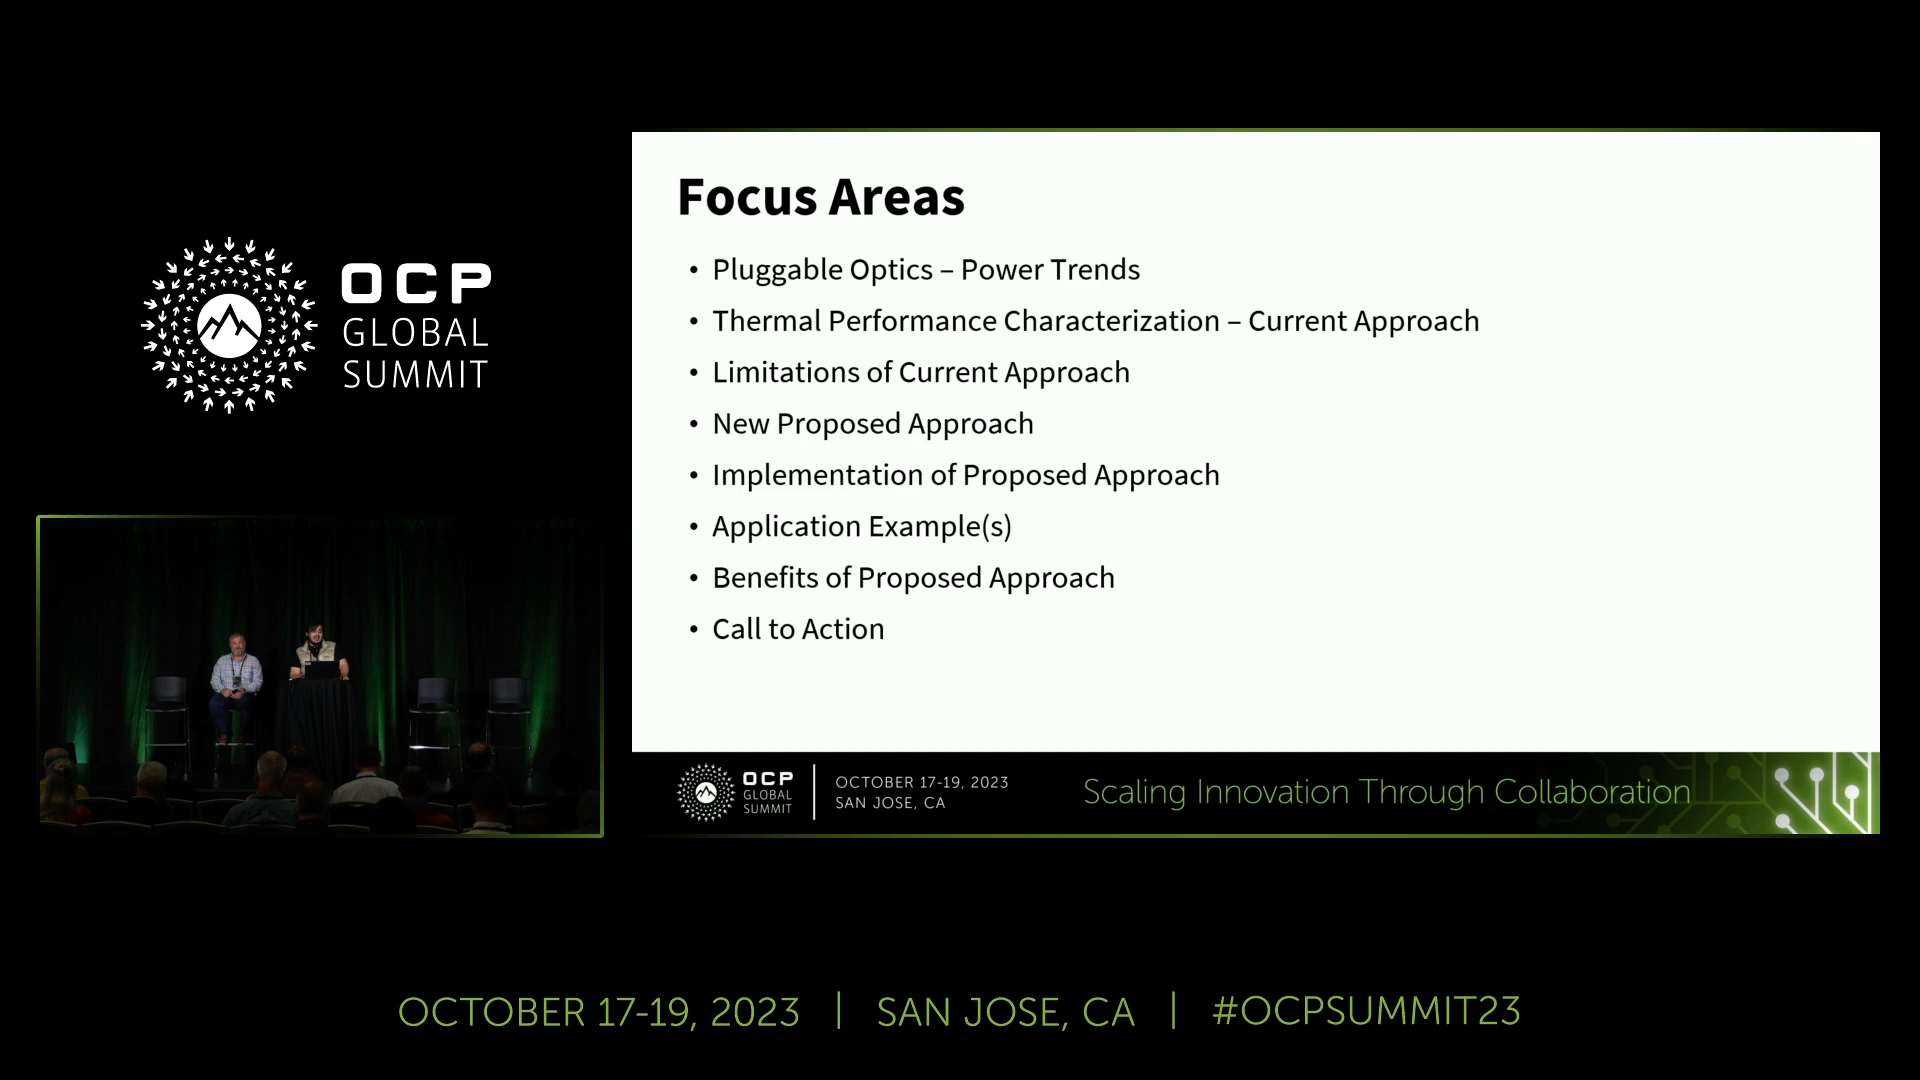 OCP
GLOBAL
SUMMIT
Focus Areas
• Pluggable Optics – Power Trends
• Thermal Performance Characterization – Current Approach
• Limitations of Current Approach
• New Proposed Approach
• Implementation of Proposed Approach
• Application Example(s)
• Benefits of Proposed Approach
• Call to Action
OCP
GLOBAL
SUMMIT
OCTOBER 17-19, 2023
SAN JOSE, CA
Scaling Innovation Through Collaboration
OCTOBER 17-19, 2023 | SAN JOSE, CA | #OCPSUMMIT23